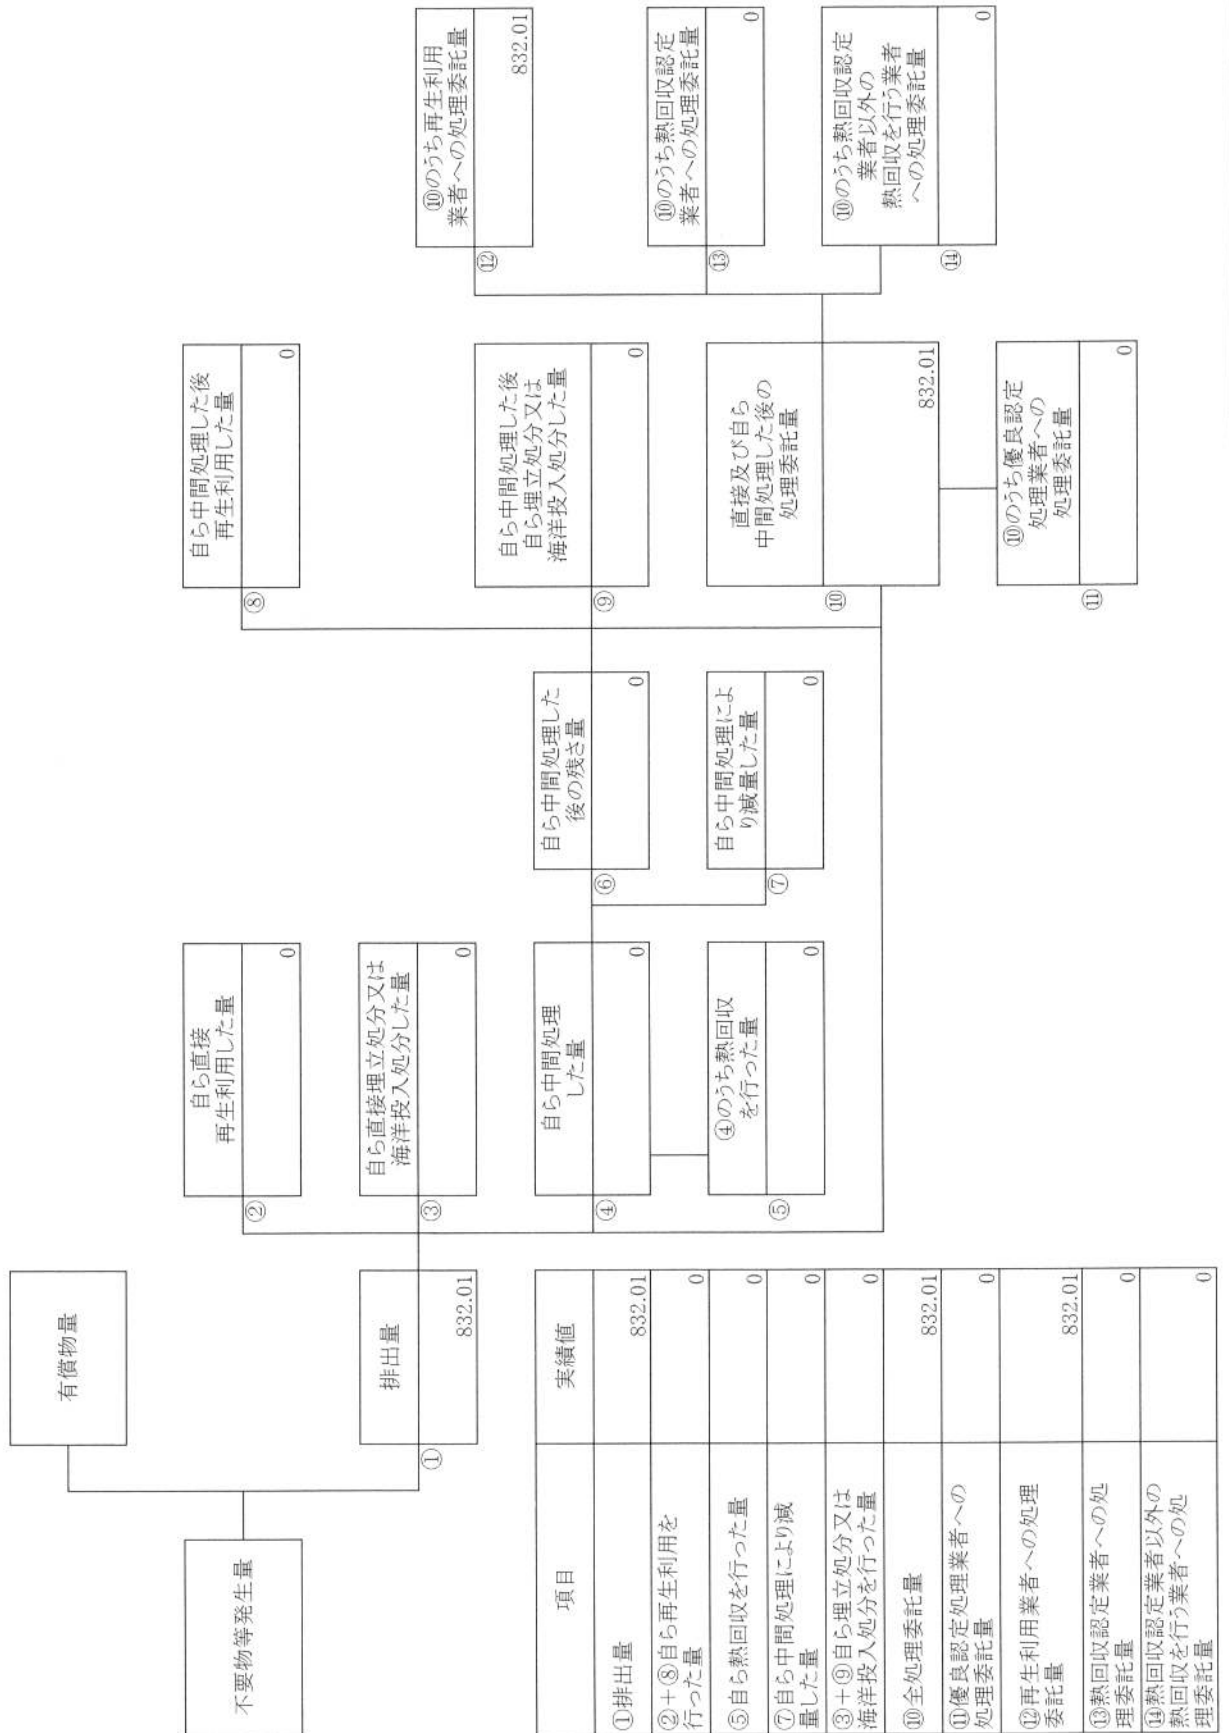 有償物量
不要物等発生量
排出量
①
832.01
自ら直接
再生利用した量
②
0
自ら直接埋立処分又は
海洋投入処分した量
③
0
自ら中間処理
した量
④
0
④のうち熱回収
を行った量
⑤
0
自ら中間処理した
後の残さ量
⑥
0
自ら中間処理によ
り減量した量
⑦
0
自ら中間処理した後
再生利用した量
⑧
0
自ら中間処理した後
自ら埋立処分又は
海洋投入処分した量
⑨
0
直接及び自ら
中間処理した後の
処理委託量
⑩
832.01
⑩のうち優良認定
処理業者への
処理委託量
⑪
0
⑩のうち再生利用
業者への処理委託量
⑫
832.01
⑩のうち熱回収認定
業者への処理委託量
⑬
0
⑩のうち熱回収認定
業者以外の
熱回収を行う業者
への処理委託量
⑭
0
項目 実績値
①排出量 832.01
②+⑧自ら再生利用を
行った量 0
⑤自ら熱回収を行った量 0
⑦自ら中間処理により減
量した量 0
③+⑨自ら埋立処分又は
海洋投入処分を行った量 0
⑩全処理委託量 832.01
⑪優良認定処理業者への
処理委託量 0
⑫再生利用業者への処理
委託量 832.01
⑬熱回収認定業者への処
理委託量 0
⑭熱回収認定業者以外の
熱回収を行う業者への処
理委託量 0